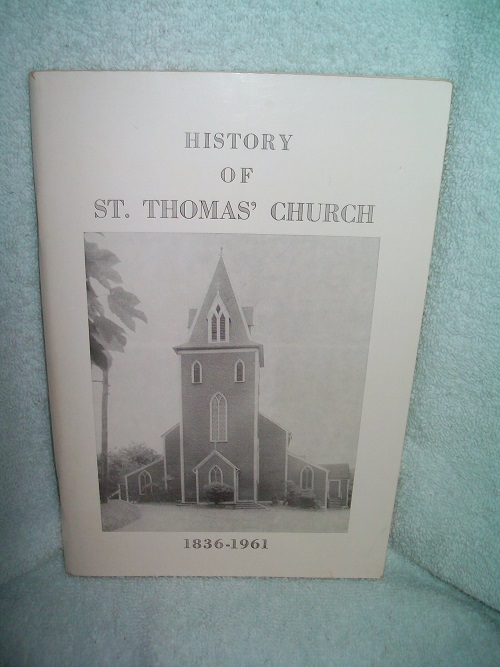 HISTORY
OF
ST. THOMAS' CHURCH
1836-1961